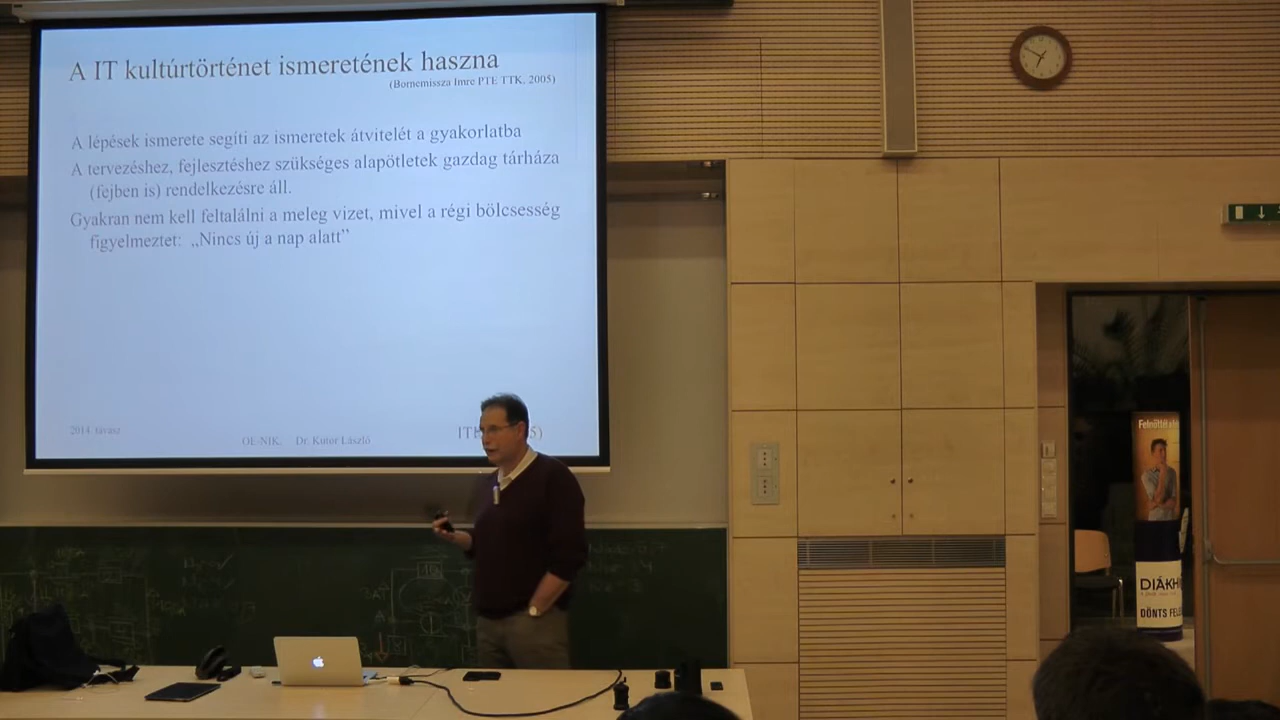 A IT kultúrtörténet ismeretének haszna
(Bornemissza Imre PTE TTK, 2005)
A lépések ismerete segíti az ismeretek átvitelét a gyakorlatba
A tervezéshez, fejlesztéshez szükséges alapötletek gazdag tárháza
(fejben is) rendelkezésre áll.
Gyakran nem kell feltalálni a meleg vizet, mivel a régi bölcsesség
figyelmeztet: „Nincs új a nap alatt”
2014. tavasz
OE-NIK, Dr. Kutor László
DÖNTS